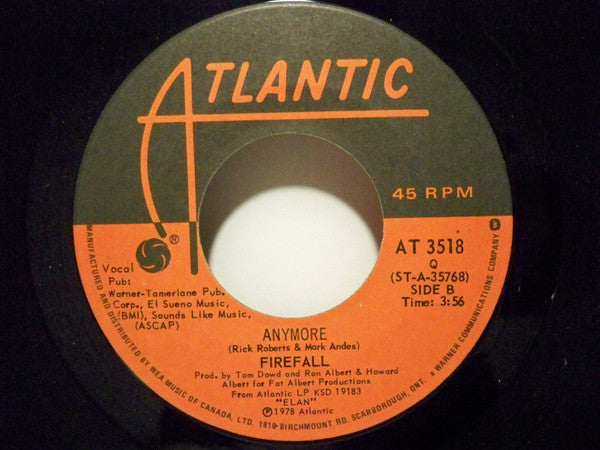 ATLANTIC
®
45 RPM
Vocal
Pub:
Warner-Tamerlane Pub.
Corp., El Sueno Music,
(BMI), Sounds Like Music,
(ASCAP)
AT 3518
Q
(ST-A-35768)
SIDE B
Time: 3:56
ANYMORE
(Rick Roberts & Mark Andes)
FIREFALL
Prod. by Tom Dowd and Ron Albert & Howard
Albert for Fat Albert Productions
From Atlantic LP KSD 19183
"ELAN"
℗1978 Atlantic
MANUFACTURED AND DISTRIBUTED BY WEA MUSIC OF CANADA, LTD. 1810 BIRCHMOUNT RD. SCARBOROUGH, ONT. A WARNER COMMUNICATIONS COMPANY